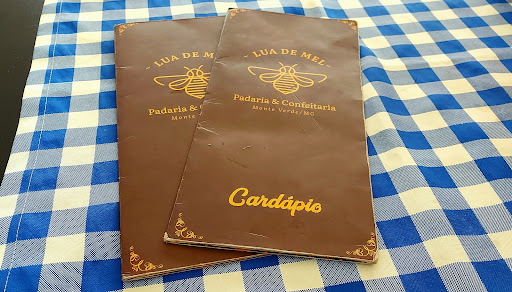 - LUA DE MEL
Padaria & C
Monte
- LUA DE MEL -
Padaria & Confeitaria
Monte Verde/MG
Cardápio